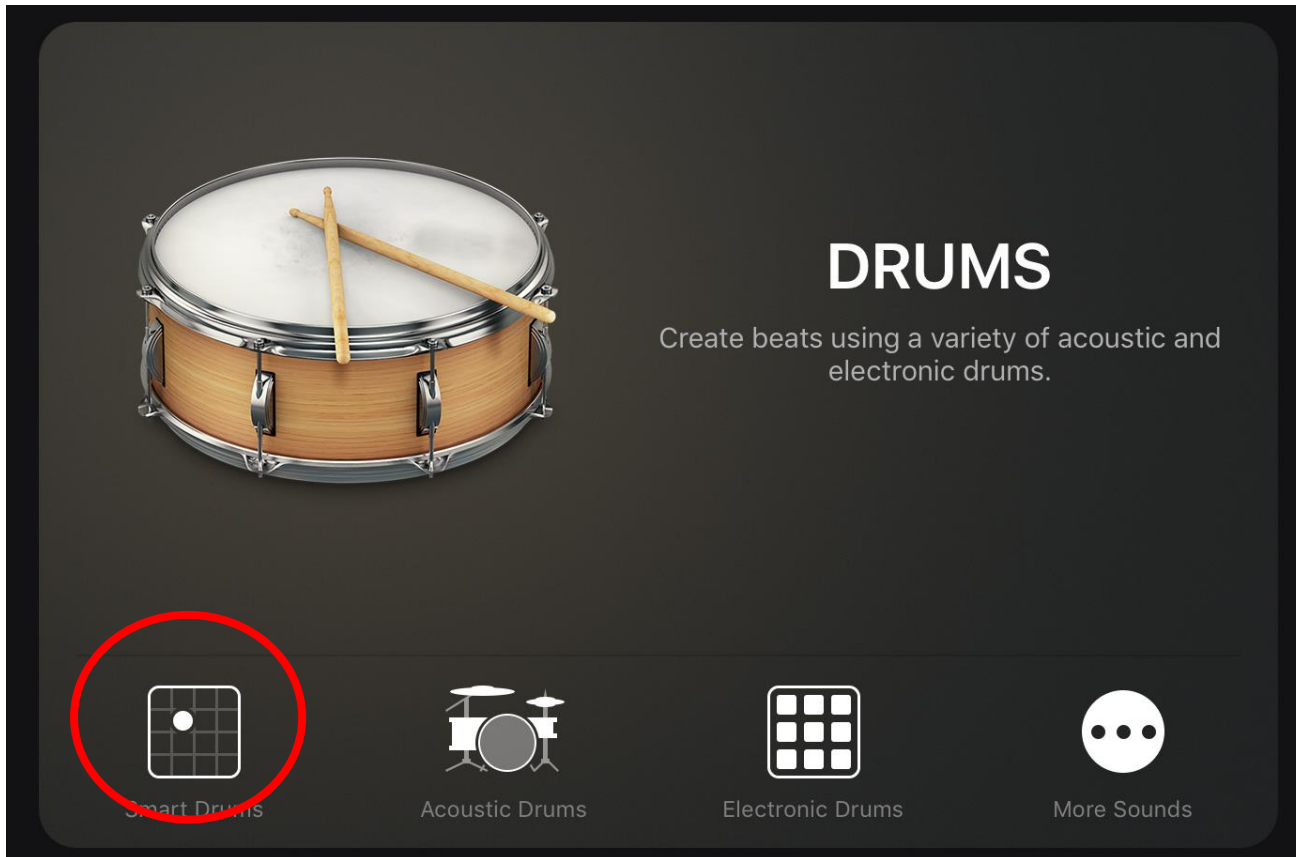 DRUMS
Create beats using a variety of acoustic and
electronic drums.
Smart Drums
Acoustic Drums
Electronic Drums
More Sounds